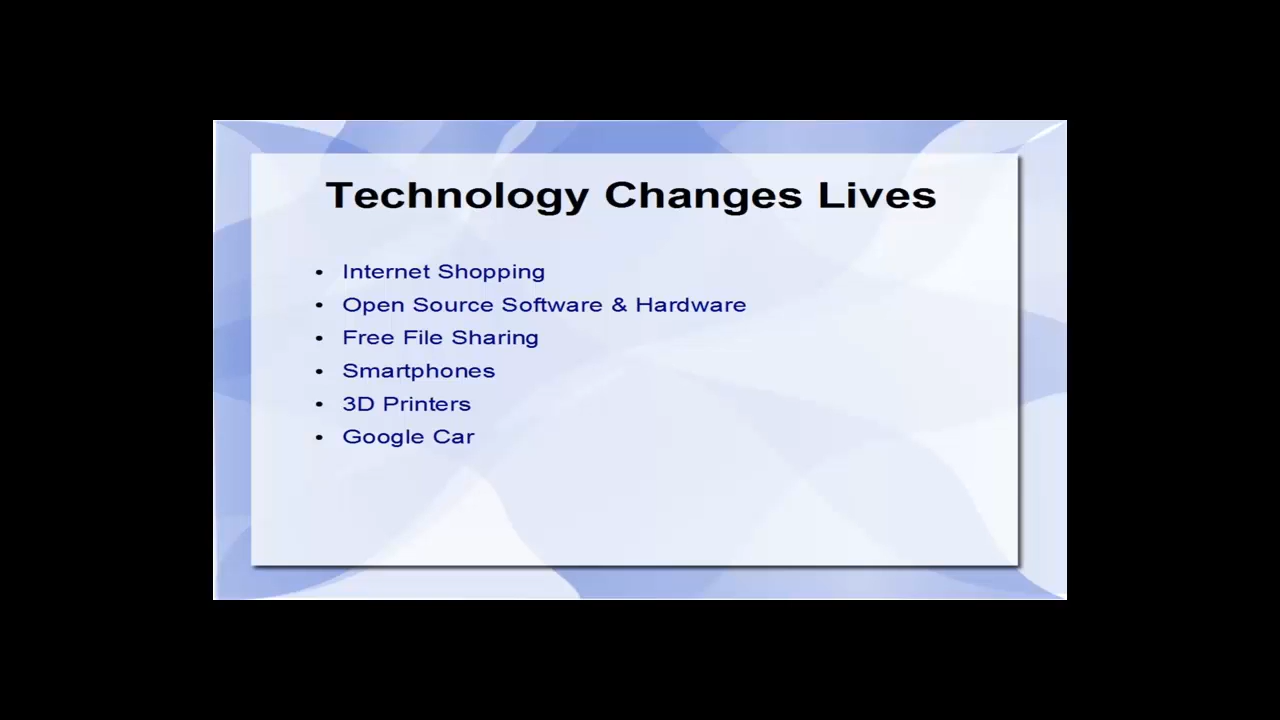 Technology Changes Lives
• Internet Shopping
• Open Source Software & Hardware
• Free File Sharing
• Smartphones
• 3D Printers
• Google Car